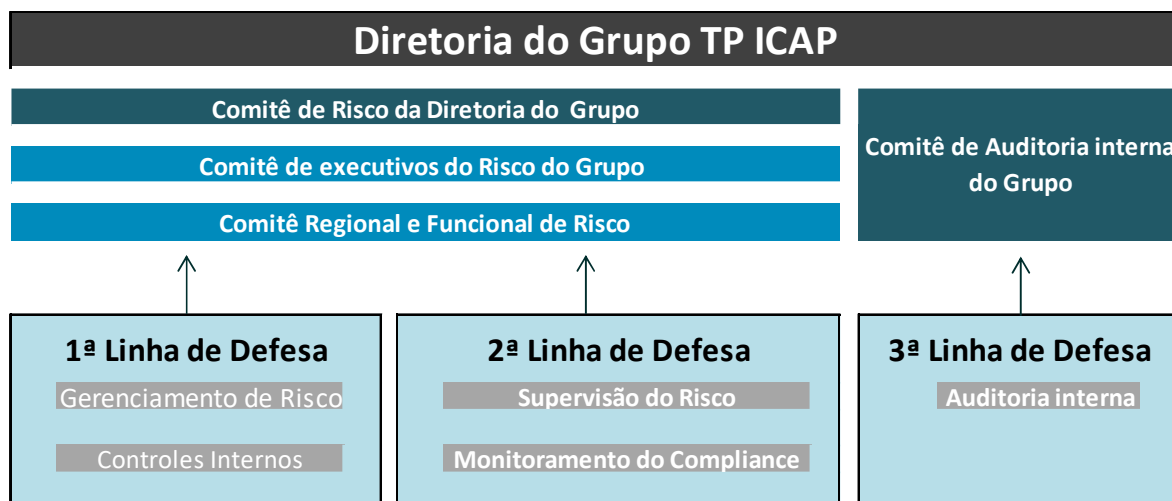 Diretoria do Grupo TP ICAP
Comitê de Risco da Diretoria do Grupo
Comitê de executivos do Risco do Grupo
Comitê Regional e Funcional de Risco
Comitê de Auditoria interna
do Grupo
1ª Linha de Defesa
Gerenciamento de Risco
Controles Internos
2ª Linha de Defesa
Supervisão do Risco
Monitoramento do Compliance
3ª Linha de Defesa
Auditoria interna